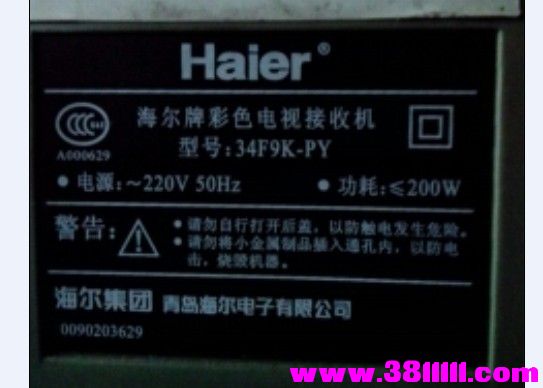 Haier®
海尔牌彩色电视接收机
A000629
型号:34F9K-PY
● 电源:~220V 50Hz ● 功耗:≤200W
警告:
● 请勿自行打开后盖，以防触电发生危险。
● 请勿将小金属制品插入通孔内，以防电
击，烧毁机器。
海尔集团 青岛海尔电子有限公司
0090203629
www.38lllll.com